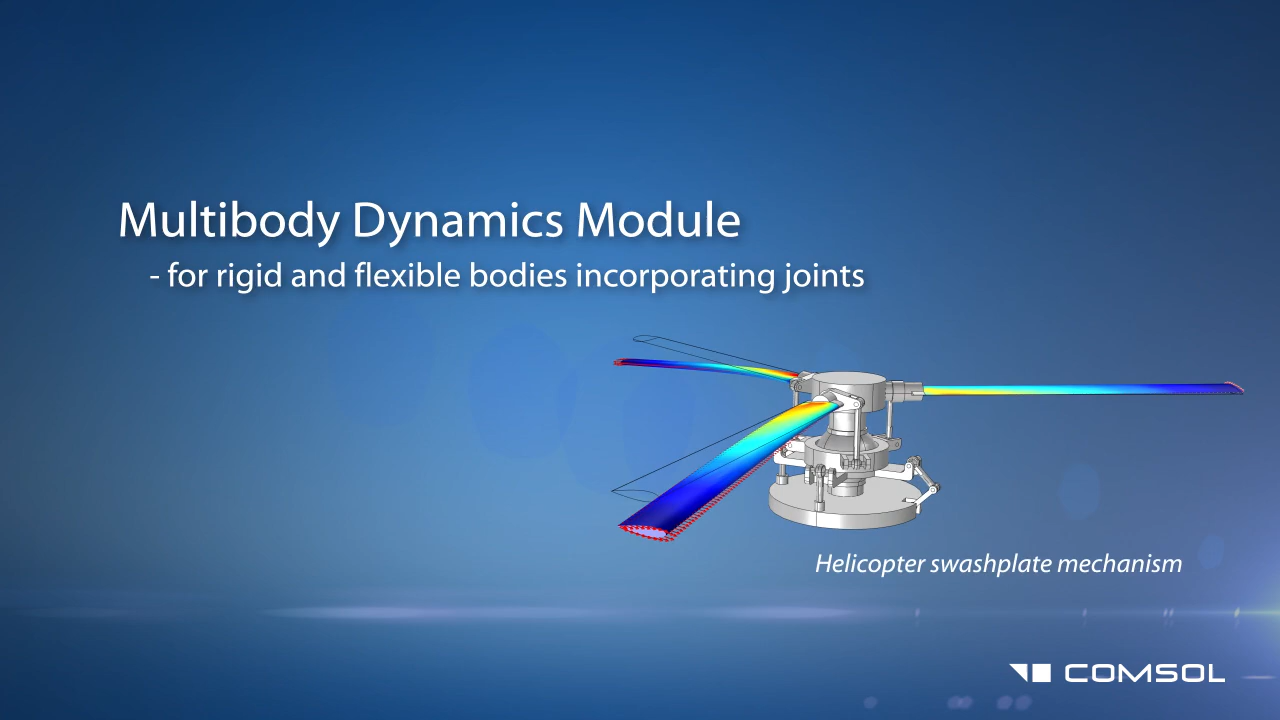 Multibody Dynamics Module
- for rigid and flexible bodies incorporating joints
Helicopter swashplate mechanism
COMSOL